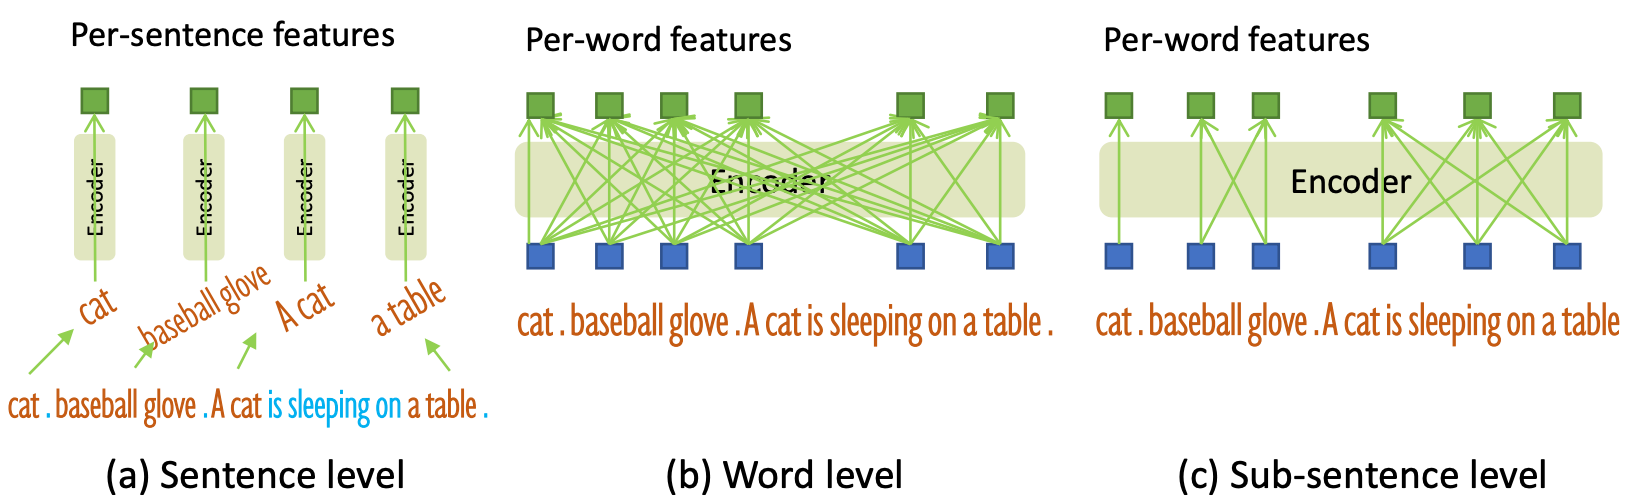 Per-sentence features
Encoder
Encoder
Encoder
Encoder
cat
baseball glove
A cat
a table
cat . baseball glove . A cat is sleeping on a table .
(a) Sentence level
Per-word features
Encoder
cat . baseball glove . A cat is sleeping on a table .
(b) Word level
Per-word features
Encoder
cat . baseball glove . A cat is sleeping on a table
(c) Sub-sentence level